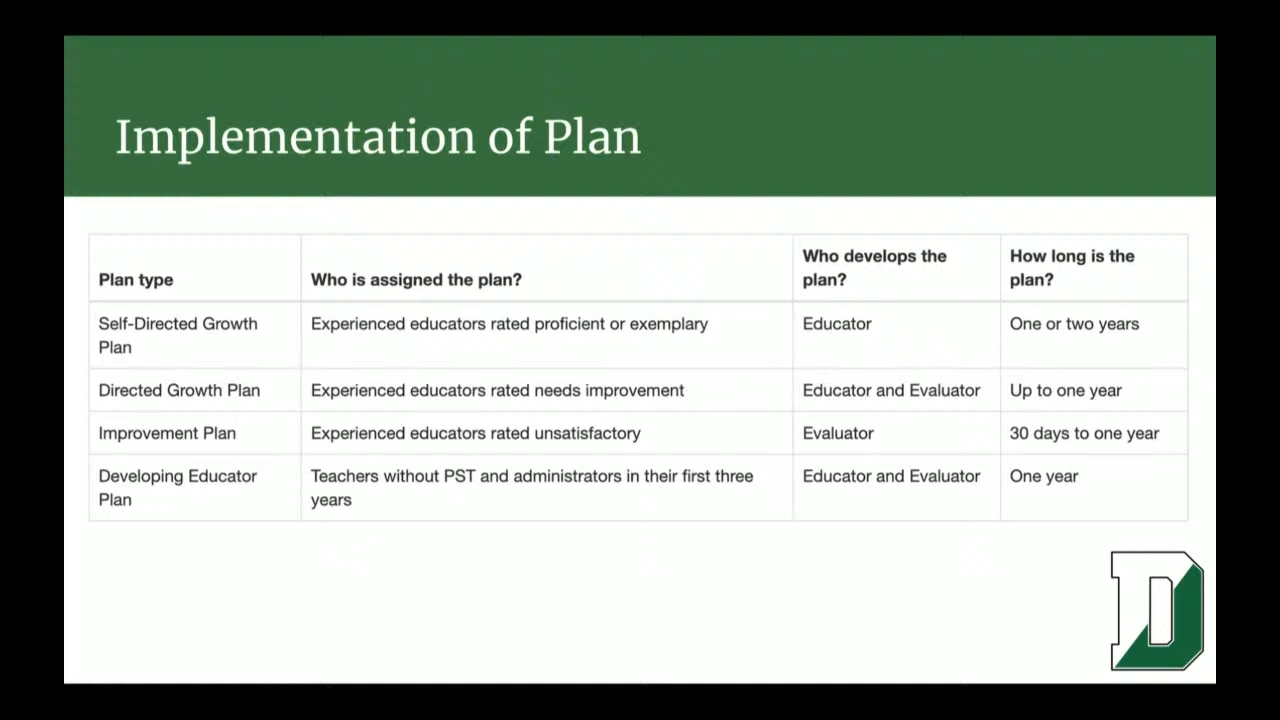 Implementation of Plan
Plan type
Who is assigned the plan?
Who develops the
plan?
How long is the
plan?
Self-Directed Growth
Plan
Experienced educators rated proficient or exemplary
Educator
One or two years
Directed Growth Plan
Experienced educators rated needs improvement
Educator and Evaluator
Up to one year
Improvement Plan
Experienced educators rated unsatisfactory
Evaluator
30 days to one year
Developing Educator
Plan
Teachers without PST and administrators in their first three
years
Educator and Evaluator
One year
D